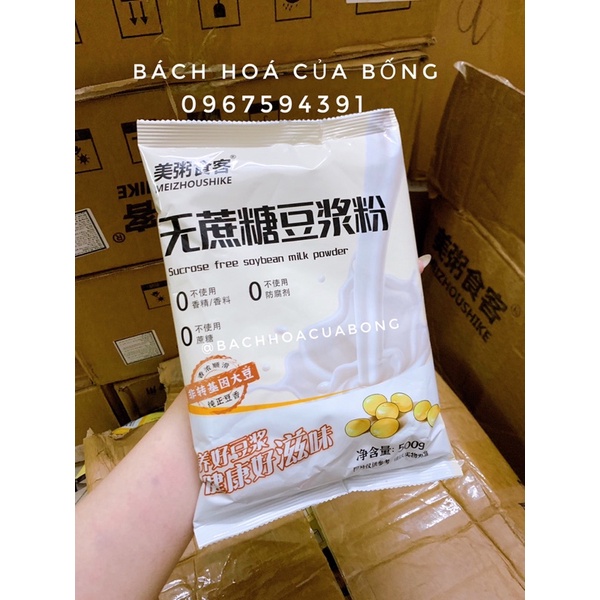 BÁCH HOÁ CỦA BỐNG
0967594391
美粥食客®
MEIZHOUSHIKE
无蔗糖豆浆粉
Sucrose free soybean milk powder
0 不使用 香精/香料
0 不使用 防腐剂
0 不使用 蔗糖
@BACHHOACUABONG
非转基因大豆
纯正豆香
养好豆浆
健康好滋味
净含量: 500g
美粥食客
MEIZHOUSHIKE